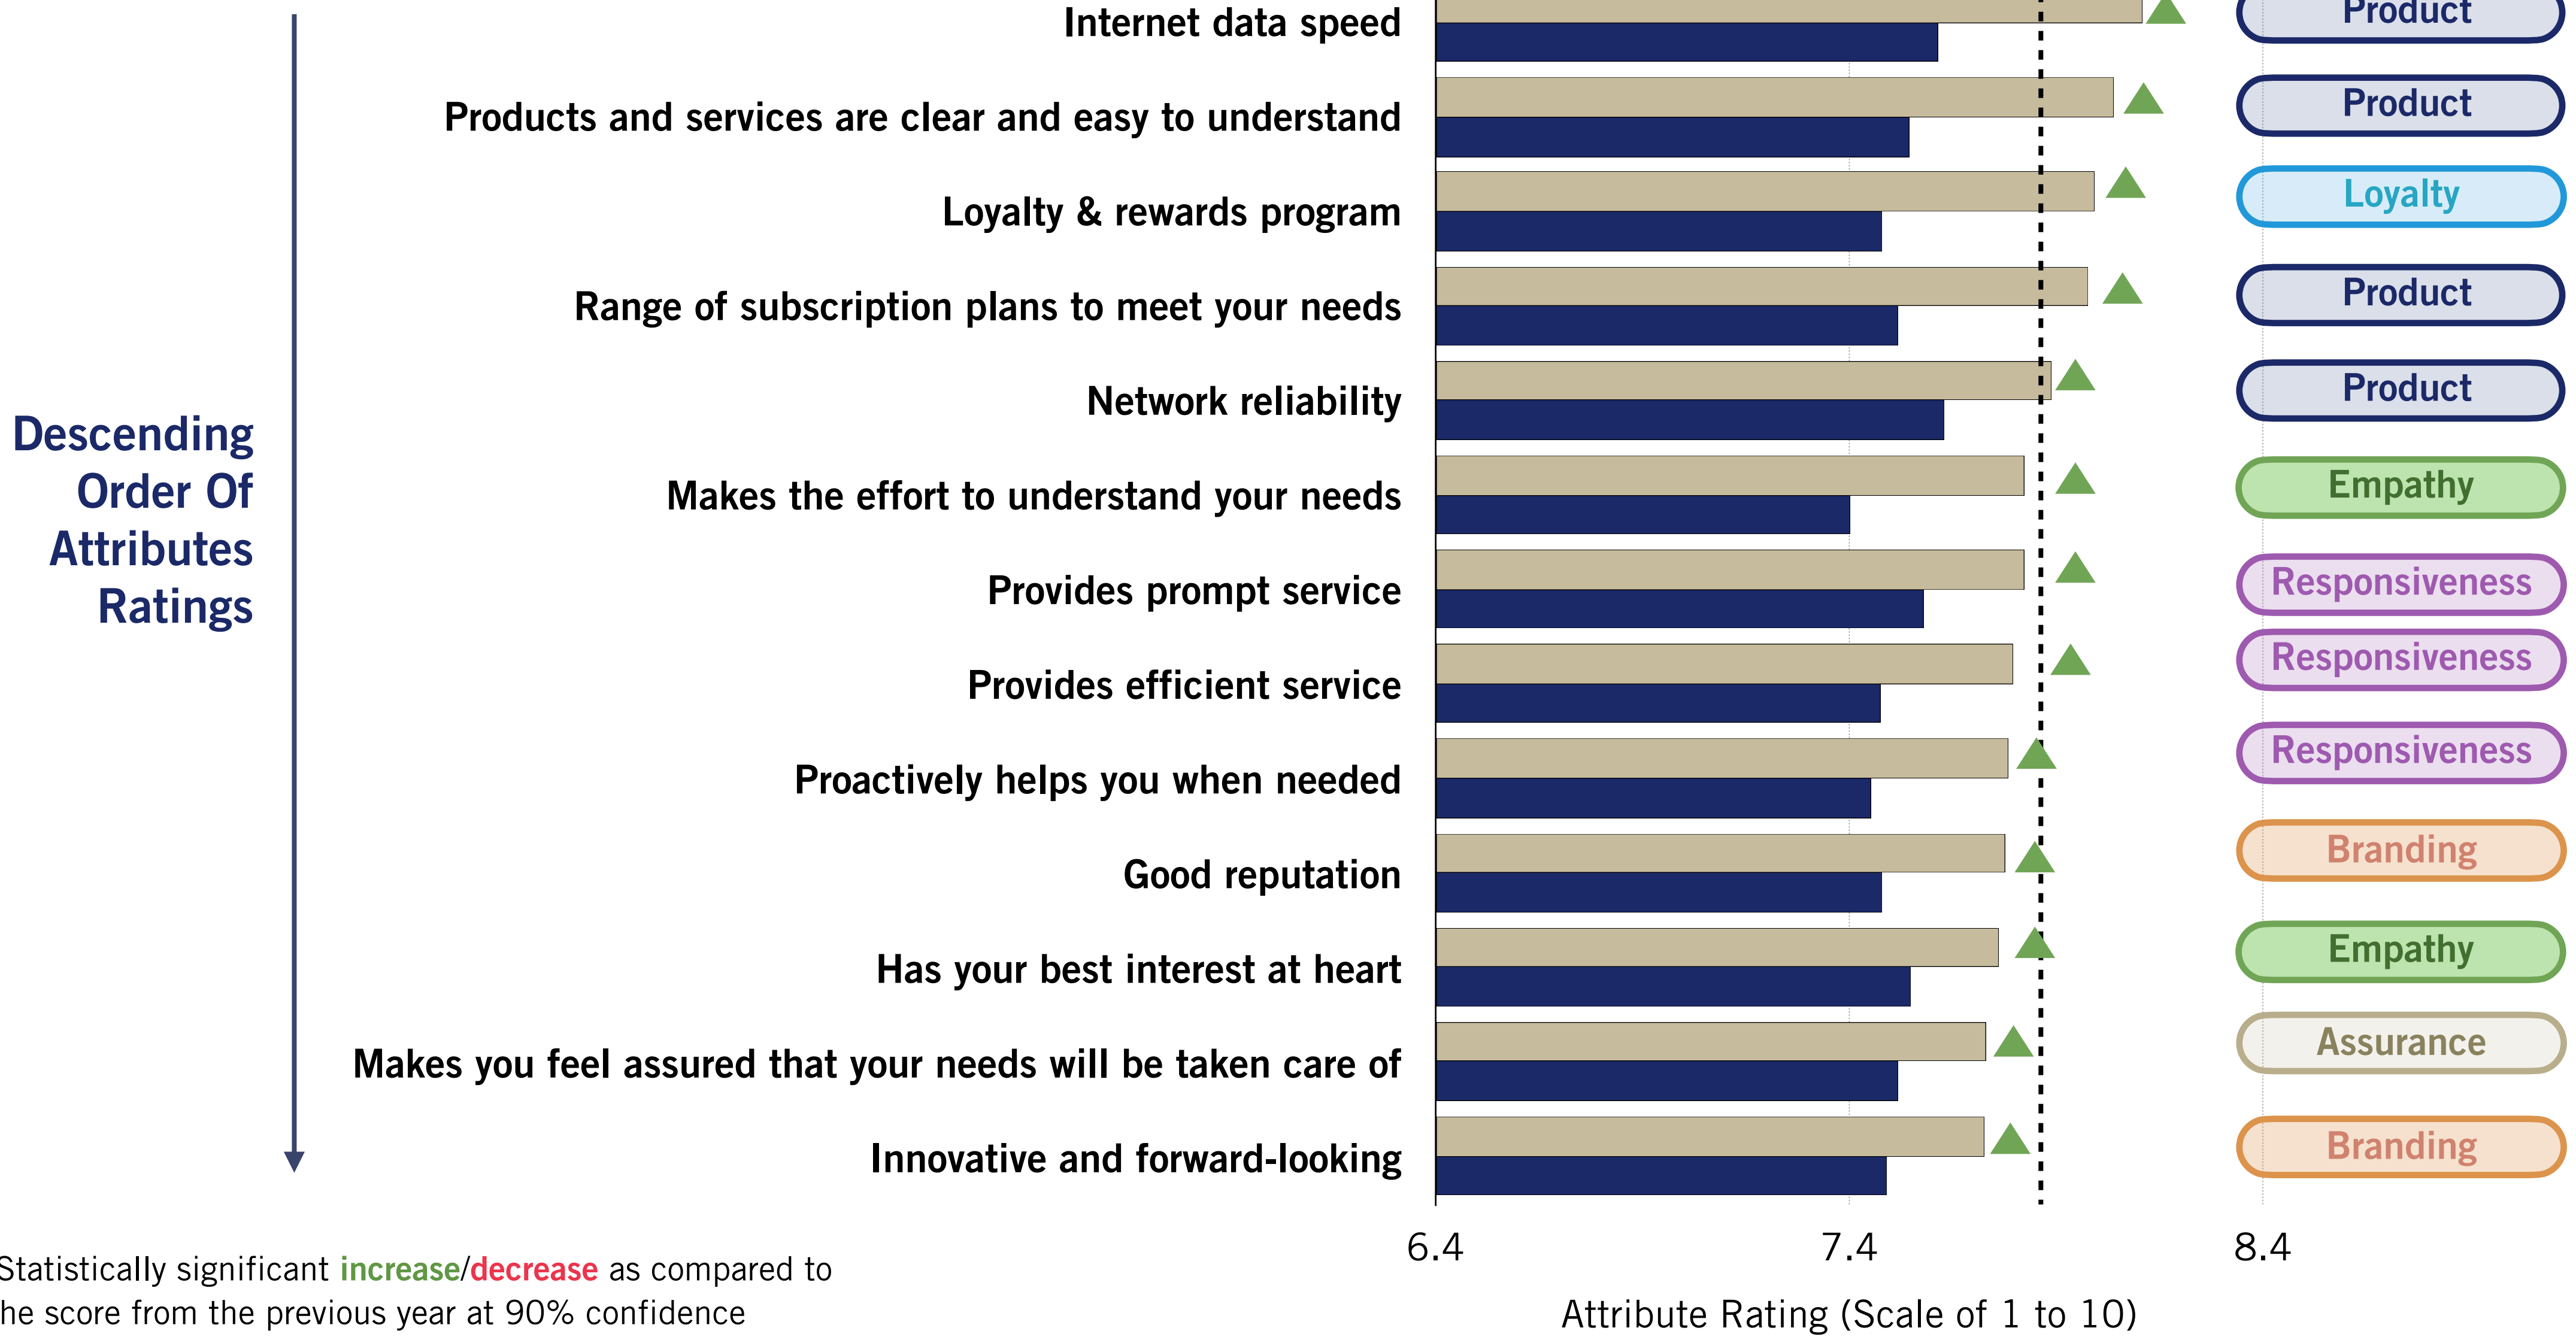 Internet data speed
Product
Products and services are clear and easy to understand
Product
Loyalty & rewards program
Loyalty
Range of subscription plans to meet your needs
Product
Network reliability
Product
Descending
Order Of
Attributes
Ratings
Makes the effort to understand your needs
Empathy
Provides prompt service
Responsiveness
Provides efficient service
Responsiveness
Proactively helps you when needed
Responsiveness
Good reputation
Branding
Has your best interest at heart
Empathy
Makes you feel assured that your needs will be taken care of
Assurance
Innovative and forward-looking
Branding
6.4 7.4 8.4
Attribute Rating (Scale of 1 to 10)
Statistically significant increase/decrease as compared to
he score from the previous year at 90% confidence